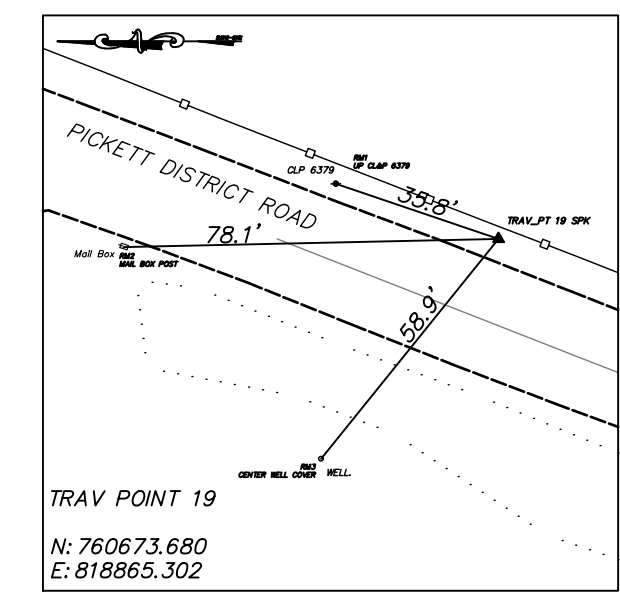 PICKETT DISTRICT ROAD
CLP 6379
RM1
UP CL&P 6379
35.8'
TRAV_PT 19 SPK
78.1'
Mail Box
RM2
MAIL BOX POST
58.9'
RM3
CENTER WELL COVER
WELL.
TRAV POINT 19
N: 760673.680
E: 818865.302